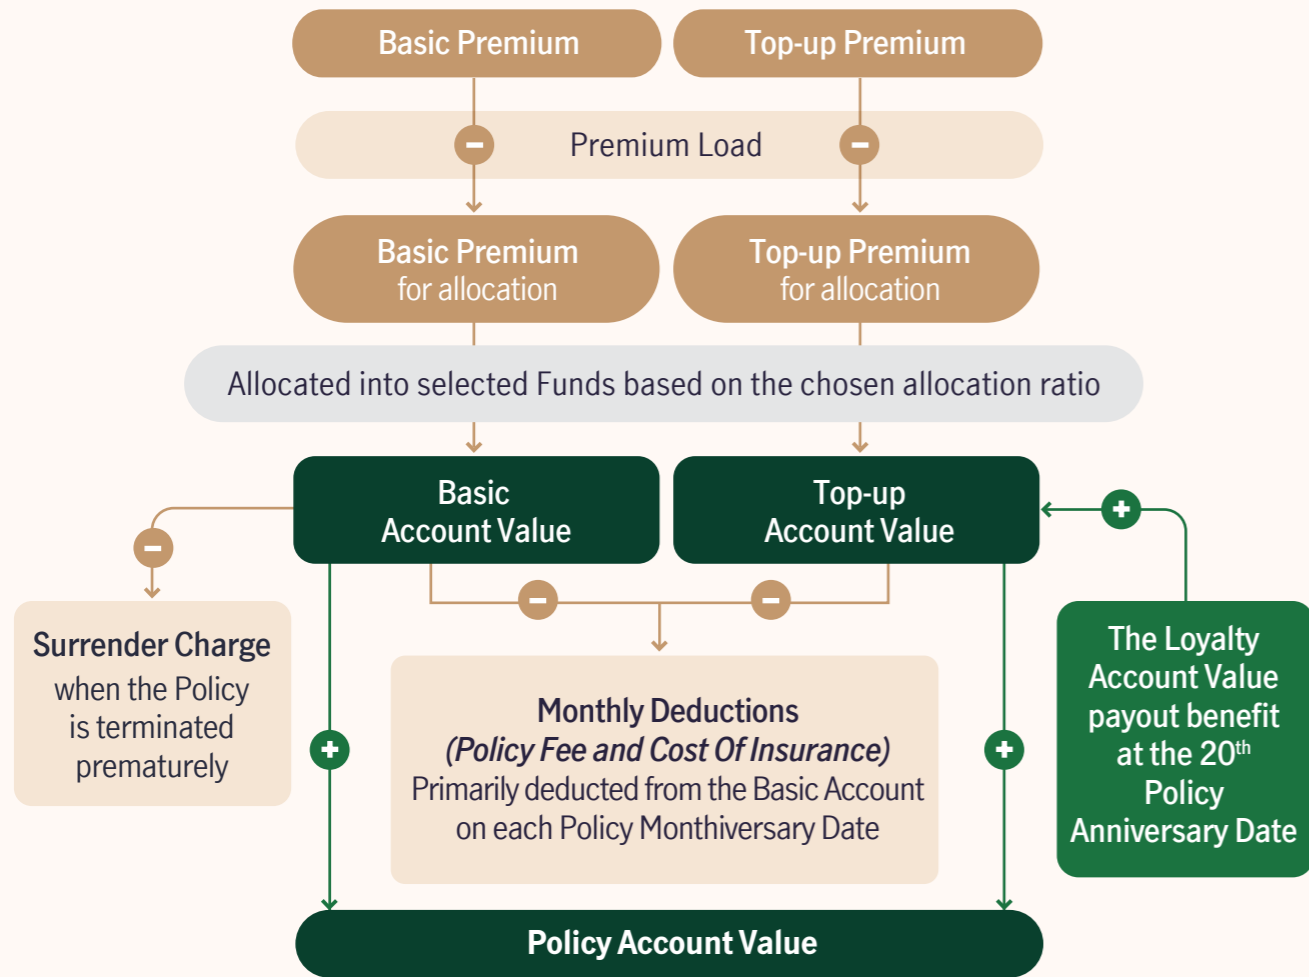 Basic Premium
Top-up Premium
Premium Load
Basic Premium
for allocation
Top-up Premium
for allocation
Allocated into selected Funds based on the chosen allocation ratio
Basic
Account Value
Top-up
Account Value
Surrender Charge
when the Policy
is terminated
prematurely
Monthly Deductions
(Policy Fee and Cost Of Insurance)
Primarily deducted from the Basic Account
on each Policy Monthiversary Date
The Loyalty
Account Value
payout benefit
at the 20th
Policy
Anniversary Date
Policy Account Value